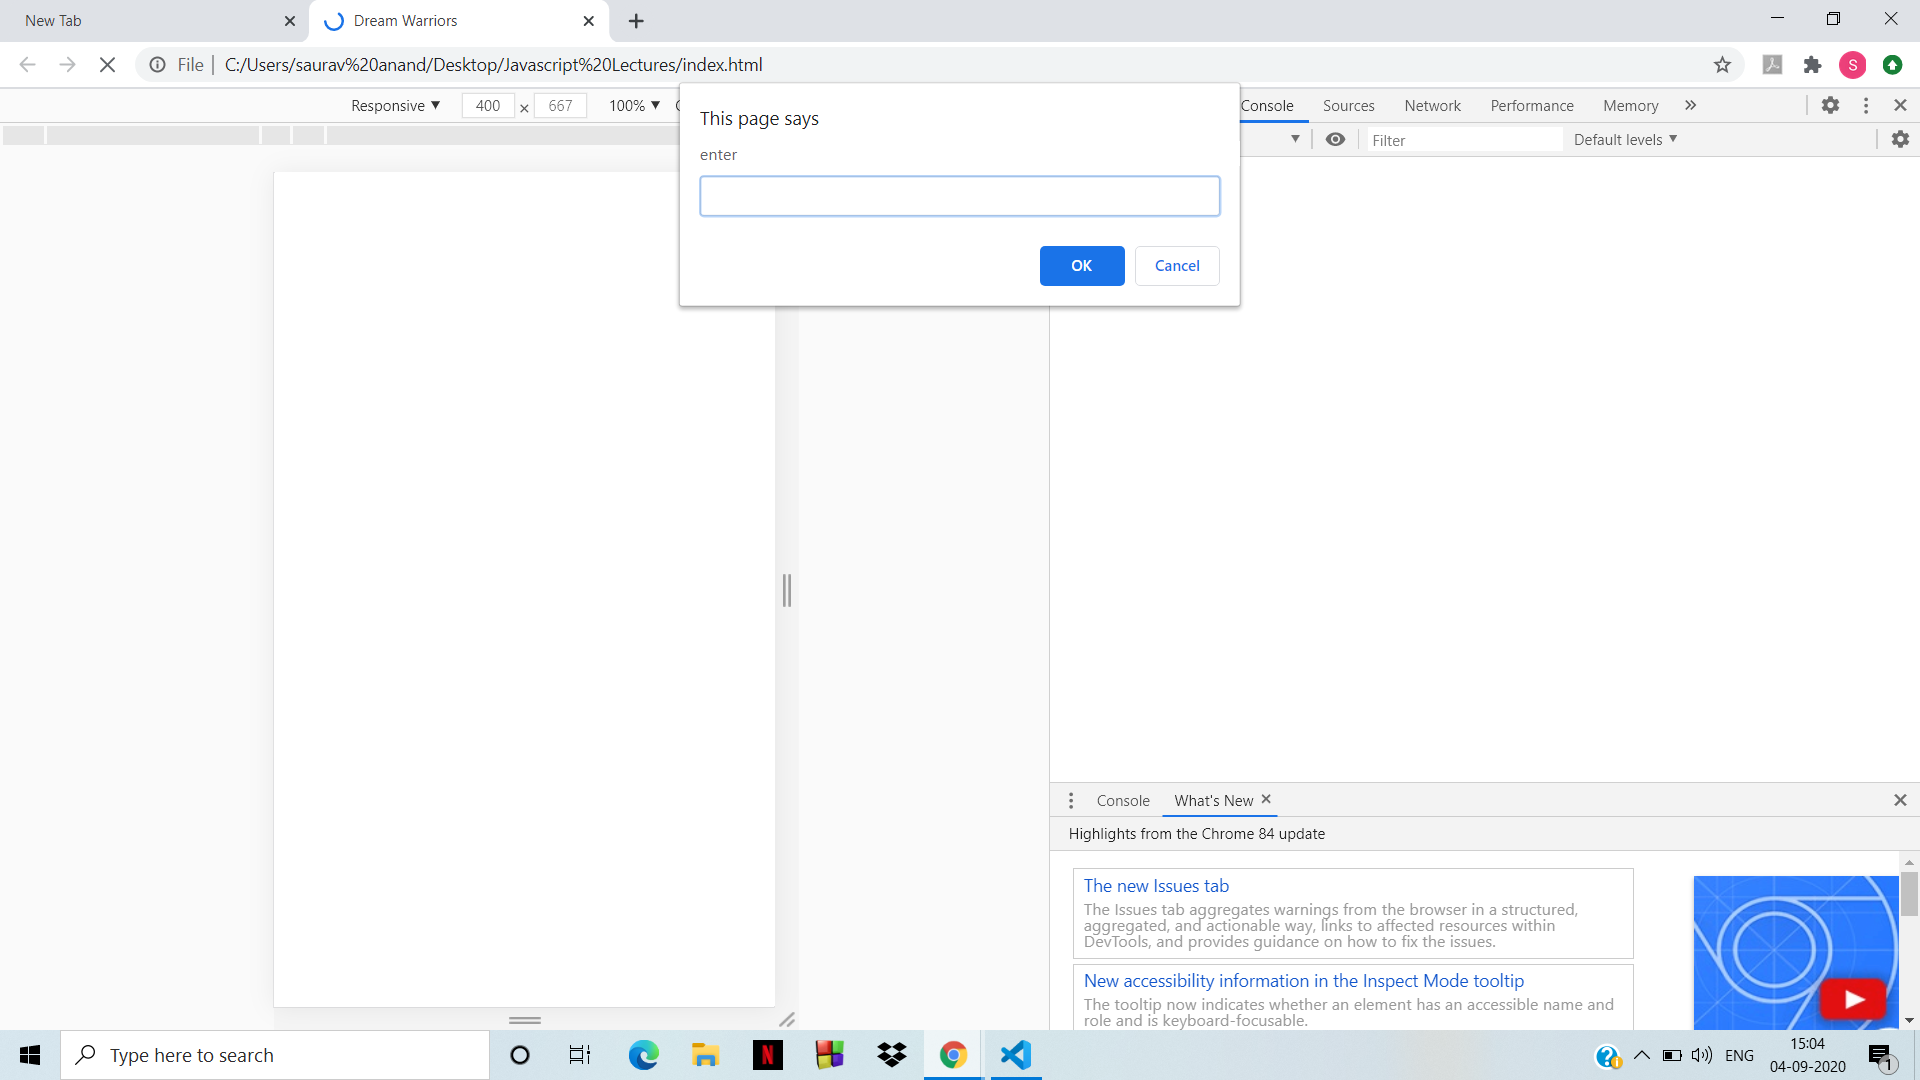 New Tab
Dream Warriors
File
C:/Users/saurav%20anand/Desktop/Javascript%20Lectures/index.html
S
Responsive ▼ 400 × 667 100% ▼
This page says
enter
OK Cancel
Console Sources Network Performance Memory »
Filter Default levels ▼
Console What's New
Highlights from the Chrome 84 update
The new Issues tab
The Issues tab aggregates warnings from the browser in a structured,
aggregated, and actionable way, links to affected resources within
DevTools, and provides guidance on how to fix the issues.
New accessibility information in the Inspect Mode tooltip
The tooltip now indicates whether an element has an accessible name and
role and is keyboard-focusable.
Type here to search
N
ENG
15:04
04-09-2020
1